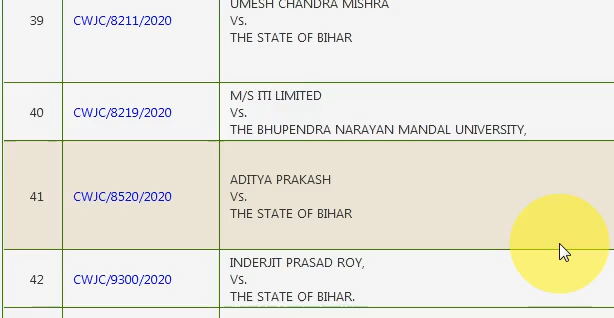 UMESH CHANDRA MISHRA
39 CWJC/8211/2020 Vs.
THE STATE OF BIHAR
M/S ITI LIMITED
40 CWJC/8219/2020 Vs.
THE BHUPENDRA NARAYAN MANDAL UNIVERSITY,
ADITYA PRAKASH
41 CWJC/8520/2020 Vs.
THE STATE OF BIHAR
INDERJIT PRASAD ROY,
42 CWJC/9300/2020 Vs.
THE STATE OF BIHAR.